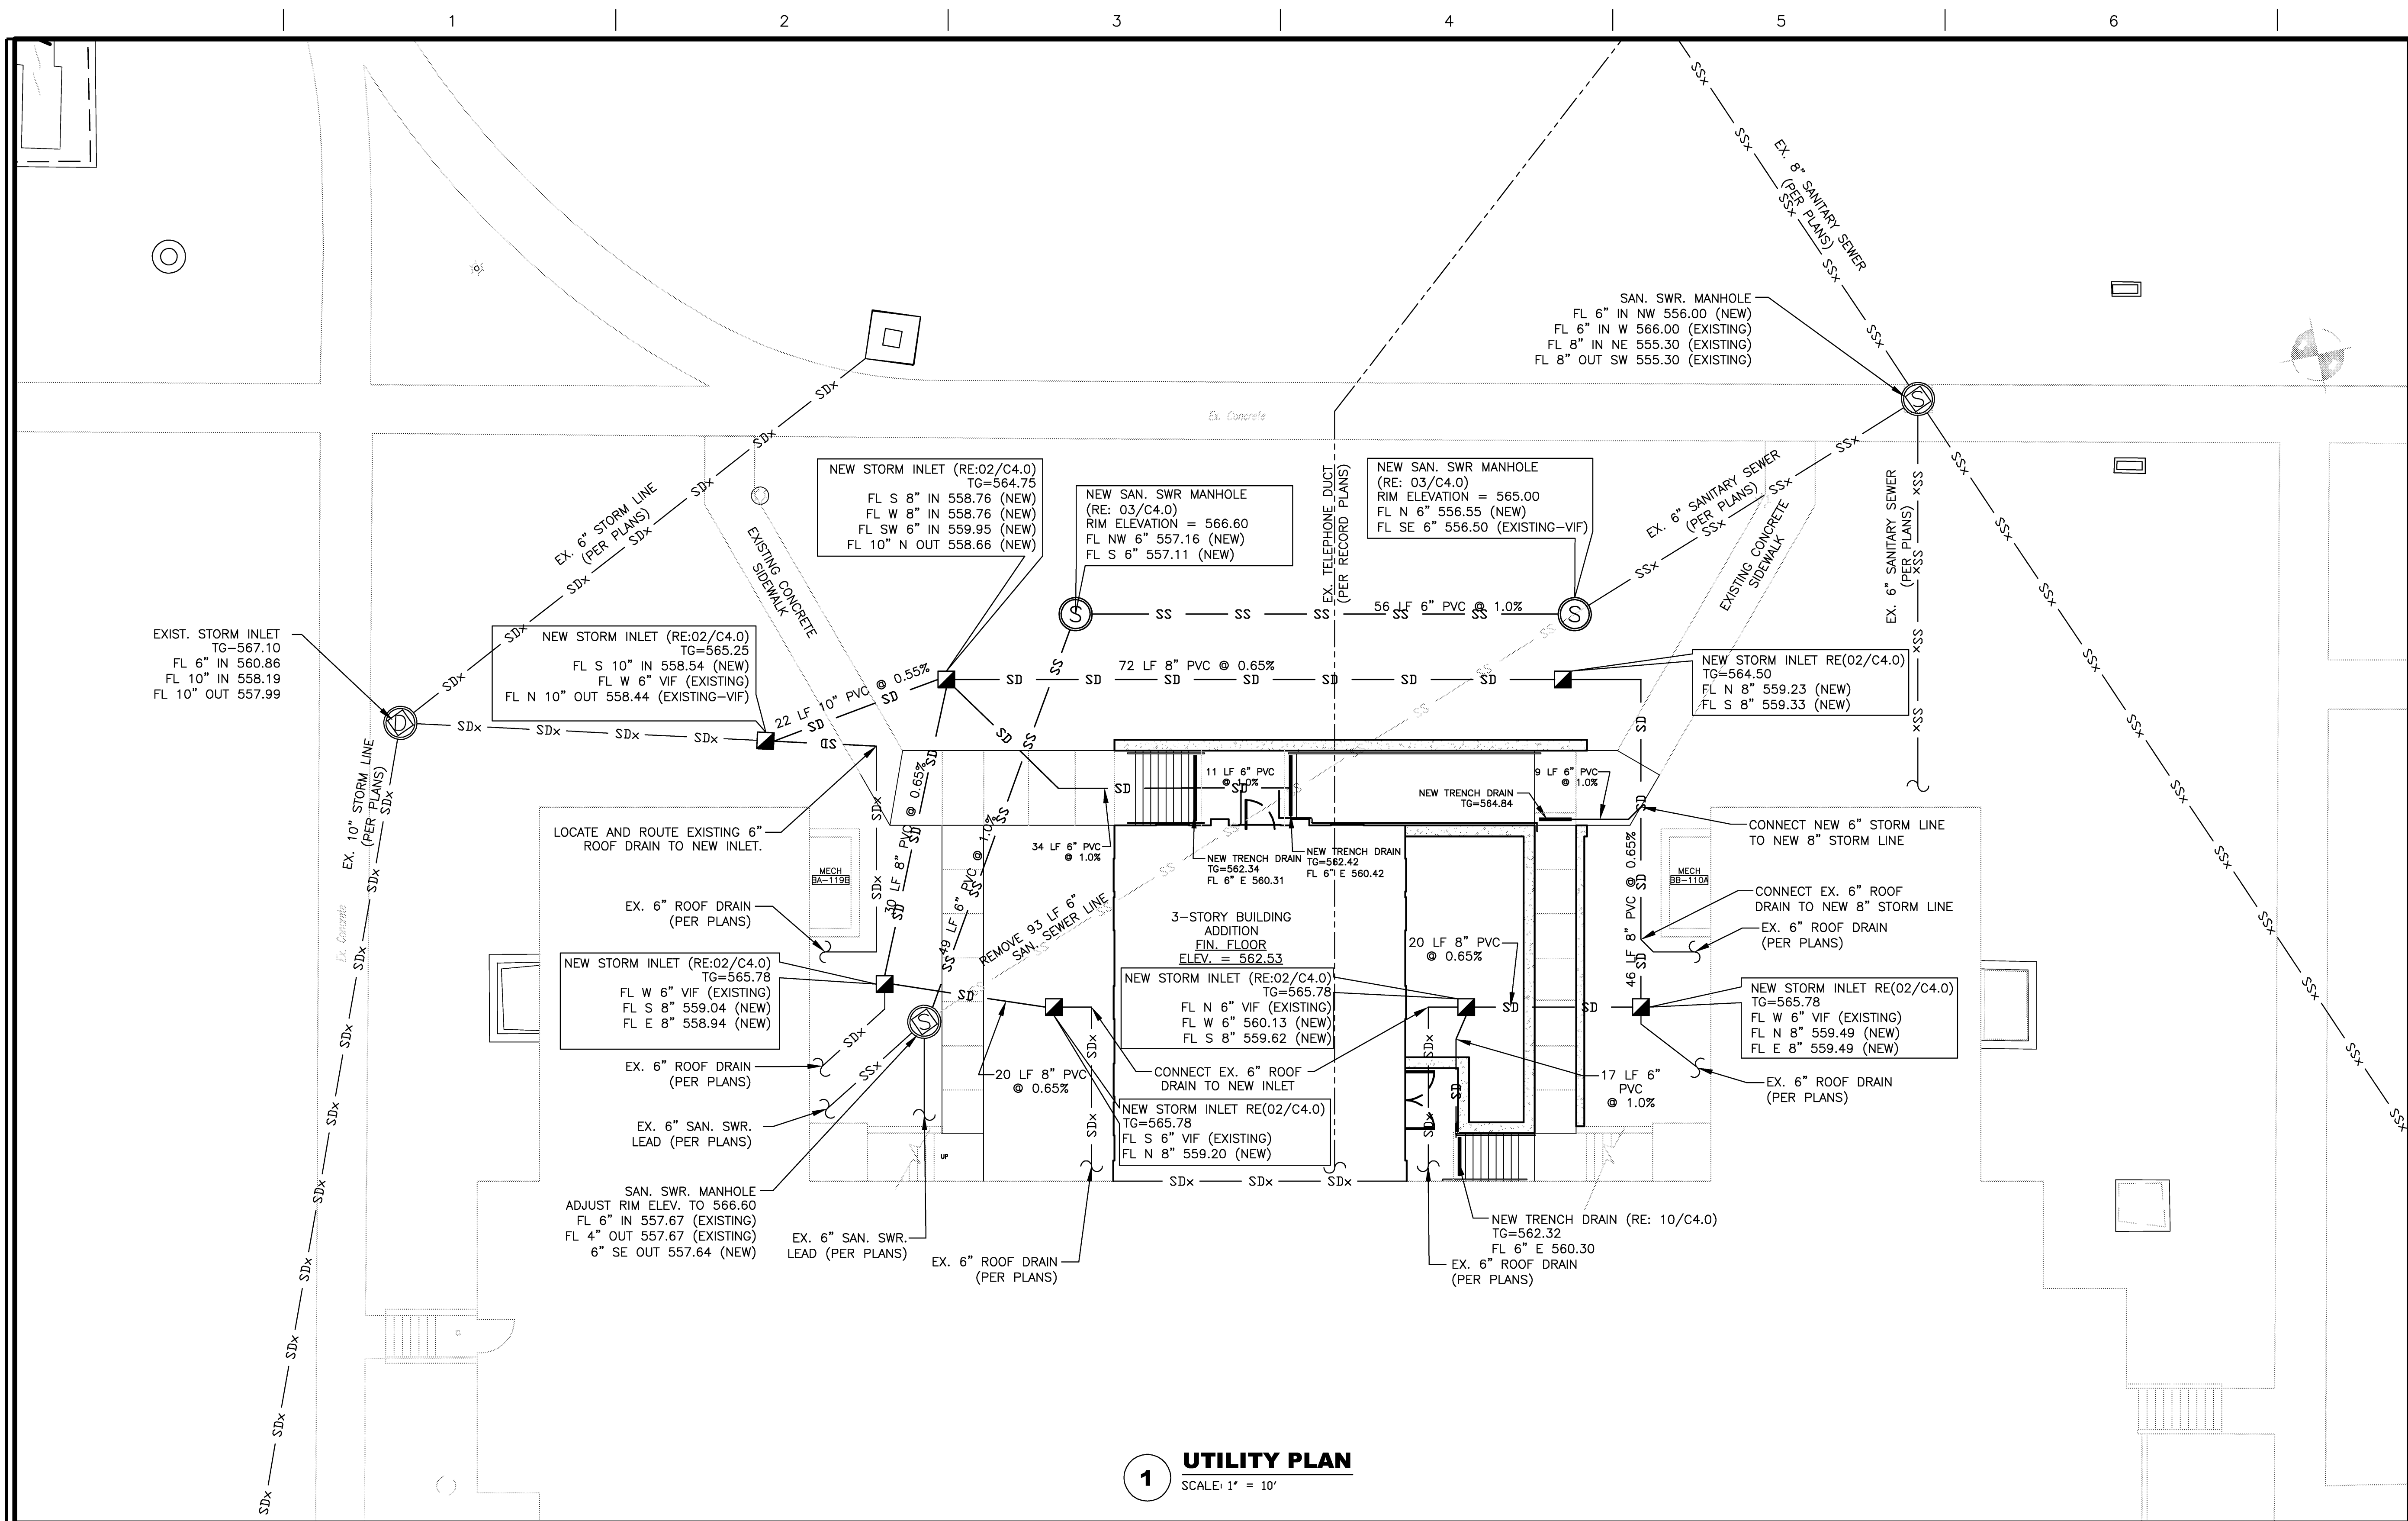 1
2
3
4
5
6
SSx
EX. 8" SANITARY SEWER
(PER PLANS)
SAN. SWR. MANHOLE
FL 6" IN NW 556.00 (NEW)
FL 6" IN W 566.00 (EXISTING)
FL 8" IN NE 555.30 (EXISTING)
FL 8" OUT SW 555.30 (EXISTING)
S
Ex. Concrete
SDx
EX. 6" STORM LINE
(PER PLANS)
EXISTING CONCRETE
SIDEWALK
NEW STORM INLET (RE:02/C4.0)
TG=564.75
FL S 8" IN 558.76 (NEW)
FL W 8" IN 558.76 (NEW)
FL SW 6" IN 559.95 (NEW)
FL 10" N OUT 558.66 (NEW)
NEW SAN. SWR MANHOLE
(RE: 03/C4.0)
RIM ELEVATION = 566.60
FL NW 6" 557.16 (NEW)
FL S 6" 557.11 (NEW)
EX. TELEPHONE DUCT
(PER RECORD PLANS)
NEW SAN. SWR MANHOLE
(RE: 03/C4.0)
RIM ELEVATION = 565.00
FL N 6" 556.55 (NEW)
FL SE 6" 556.50 (EXISTING-VIF)
EX. 6" SANITARY SEWER
(PER PLANS)
EXISTING CONCRETE
SIDEWALK
EX. 6" SANITARY SEWER
(PER PLANS)
S
SS
56 LF 6" PVC @ 1.0%
S
EXIST. STORM INLET
TG-567.10
FL 6" IN 560.86
FL 10" IN 558.19
FL 10" OUT 557.99
D
NEW STORM INLET (RE:02/C4.0)
TG=565.25
FL S 10" IN 558.54 (NEW)
FL W 6" VIF (EXISTING)
FL N 10" OUT 558.44 (EXISTING-VIF)
22 LF 10" PVC @ 0.55%
SD
72 LF 8" PVC @ 0.65%
NEW STORM INLET RE(02/C4.0)
TG=564.50
FL N 8" 559.23 (NEW)
FL S 8" 559.33 (NEW)
EX. 10" STORM LINE
(PER PLANS)
Ex. Concrete
LOCATE AND ROUTE EXISTING 6"
ROOF DRAIN TO NEW INLET.
30 LF 8" PVC @ 0.65%
49 LF 6" PVC @ 1.0%
11 LF 6" PVC
@ 1.0%
9 LF 6" PVC
@ 1.0%
NEW TRENCH DRAIN
TG=564.84
CONNECT NEW 6" STORM LINE
TO NEW 8" STORM LINE
34 LF 6" PVC
@ 1.0%
NEW TRENCH DRAIN
TG=562.34
FL 6" E 560.31
NEW TRENCH DRAIN
TG=562.42
FL 6" E 560.42
MECH
BA-119B
MECH
BB-110A
46 LF 8" PVC @ 0.65%
EX. 6" ROOF DRAIN
(PER PLANS)
REMOVE 93 LF 6"
SAN. SEWER LINE
3-STORY BUILDING
ADDITION
FIN. FLOOR
ELEV. = 562.53
CONNECT EX. 6" ROOF
DRAIN TO NEW 8" STORM LINE
EX. 6" ROOF DRAIN
(PER PLANS)
20 LF 8" PVC
@ 0.65%
NEW STORM INLET (RE:02/C4.0)
TG=565.78
FL W 6" VIF (EXISTING)
FL S 8" 559.04 (NEW)
FL E 8" 558.94 (NEW)
S
NEW STORM INLET (RE:02/C4.0)
TG=565.78
FL N 6" VIF (EXISTING)
FL W 6" 560.13 (NEW)
FL S 8" 559.62 (NEW)
NEW STORM INLET RE(02/C4.0)
TG=565.78
FL W 6" VIF (EXISTING)
FL N 8" 559.49 (NEW)
FL E 8" 559.49 (NEW)
EX. 6" ROOF DRAIN
(PER PLANS)
20 LF 8" PVC
@ 0.65%
CONNECT EX. 6" ROOF
DRAIN TO NEW INLET
17 LF 6"
PVC
@ 1.0%
EX. 6" ROOF DRAIN
(PER PLANS)
EX. 6" SAN. SWR.
LEAD (PER PLANS)
NEW STORM INLET RE(02/C4.0)
TG=565.78
FL S 6" VIF (EXISTING)
FL N 8" 559.20 (NEW)
UP
SDx SDx SDx
SAN. SWR. MANHOLE
ADJUST RIM ELEV. TO 566.60
FL 6" IN 557.67 (EXISTING)
FL 4" OUT 557.67 (EXISTING)
6" SE OUT 557.64 (NEW)
EX. 6" SAN. SWR.
LEAD (PER PLANS)
EX. 6" ROOF DRAIN
(PER PLANS)
NEW TRENCH DRAIN (RE: 10/C4.0)
TG=562.32
FL 6" E 560.30
EX. 6" ROOF DRAIN
(PER PLANS)
1
UTILITY PLAN
SCALE: 1" = 10'